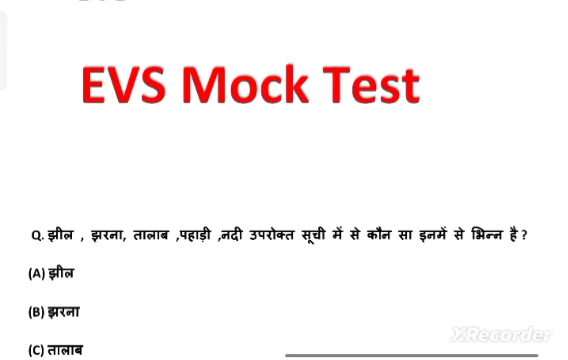 EVS Mock Test
Q. झील , झरना, तालाब ,पहाड़ी ,नदी उपरोक्त सूची में से कौन सा इनमें से भिन्न है ?
(A) झील
(B) झरना
XRecorder
(C) तालाब